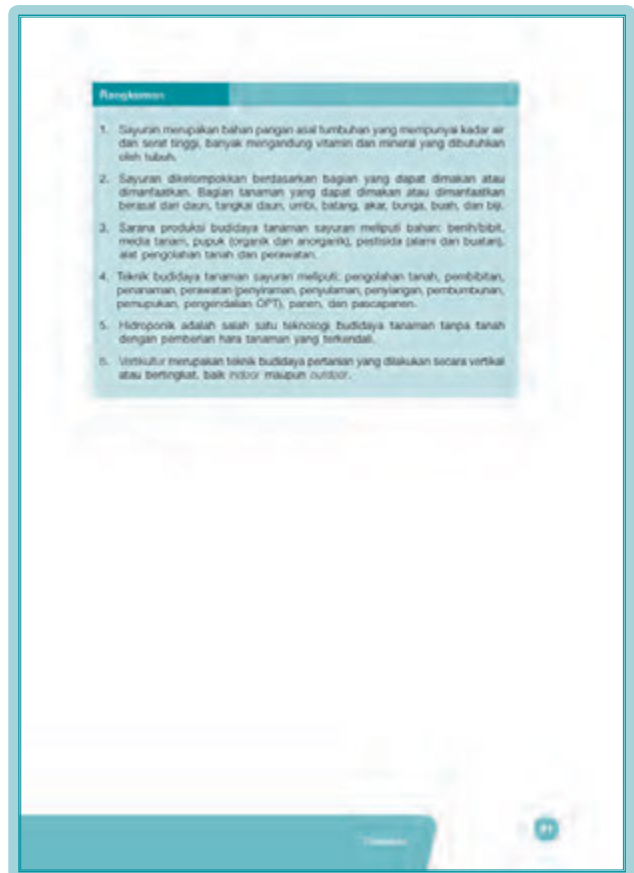 Rangkuman
1. Sayuran merupakan bahan pangan asal tumbuhan yang mempunyai kadar air
dan serat tinggi, banyak mengandung vitamin dan mineral yang dibutuhkan
oleh tubuh.
2. Sayuran dikelompokkan berdasarkan bagian yang dapat dimakan atau
dimanfaatkan. Bagian tanaman yang dapat dimakan atau dimanfaatkan
berasal dari daun, tangkai daun, umbi, batang, akar, bunga, buah, dan biji.
3. Sarana produksi budidaya tanaman sayuran meliputi bahan: benih/bibit,
media tanam, pupuk (organik dan anorganik), pestisida (alami dan buatan),
alat pengolahan tanah dan perawatan.
4. Teknik budidaya tanaman sayuran meliputi: pengolahan tanah, pembibitan,
penanaman, perawatan (penyiraman, penyulaman, penyiangan, pembumbunan,
pemupukan, pengendalian OPT), panen, dan pascapanen.
5. Hidroponik adalah salah satu teknologi budidaya tanaman tanpa tanah
dengan pemberian hara tanaman yang terkendali.
6. Vertikultur merupakan teknik budidaya pertanian yang dilakukan secara vertikal
atau bertingkat, baik indoor maupun outdoor.